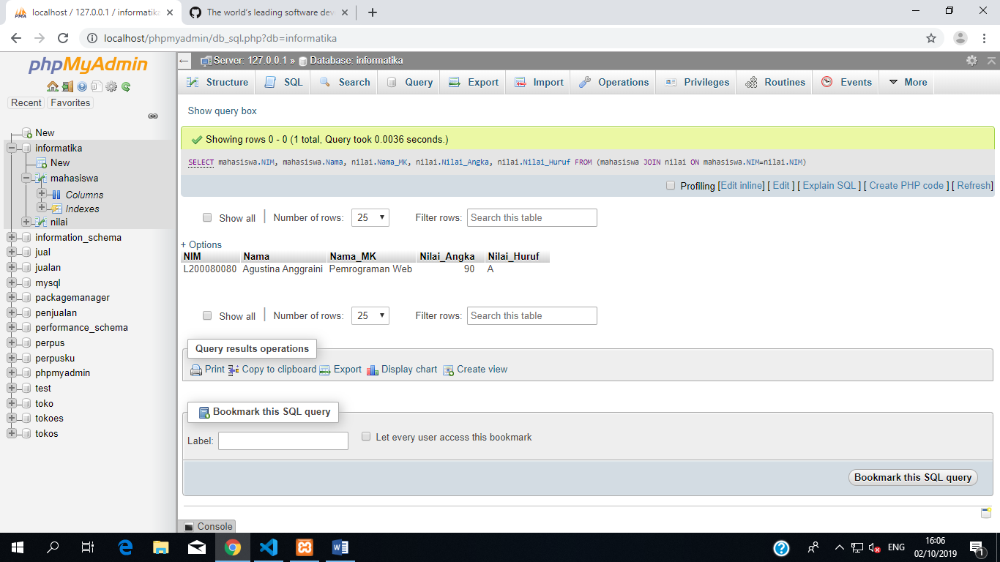 localhost / 127.0.0.1 / informatika
The world's leading software dev
localhost/phpmyadmin/db_sql.php?db=informatika
phpMyAdmin
Recent Favorites
New
informatika
New
mahasiswa
Columns
Indexes
nilai
information_schema
jual
jualan
mysql
packagemanager
penjualan
performance_schema
perpus
perpusku
phpmyadmin
test
toko
tokoes
tokos
Server: 127.0.0.1 » Database: informatika
Structure SQL Search Query Export Import Operations Privileges Routines Events More
Show query box
Showing rows 0 - 0 (1 total, Query took 0.0036 seconds.)
SELECT mahasiswa.NIM, mahasiswa.Nama, nilai.Nama_MK, nilai.Nilai_Angka, nilai.Nilai_Huruf FROM (mahasiswa JOIN nilai ON mahasiswa.NIM=nilai.NIM)
Profiling [Edit inline] [ Edit ] [ Explain SQL ] [ Create PHP code ] [ Refresh]
Show all Number of rows: 25 Filter rows: Search this table
+ Options
NIM Nama Nama_MK Nilai_Angka Nilai_Huruf
L200080080 Agustina Anggraini Pemrograman Web 90 A
Show all Number of rows: 25 Filter rows: Search this table
Query results operations
Print Copy to clipboard Export Display chart Create view
Bookmark this SQL query
Label: Let every user access this bookmark
Bookmark this SQL query
Console
ENG
16:06
02/10/2019
1